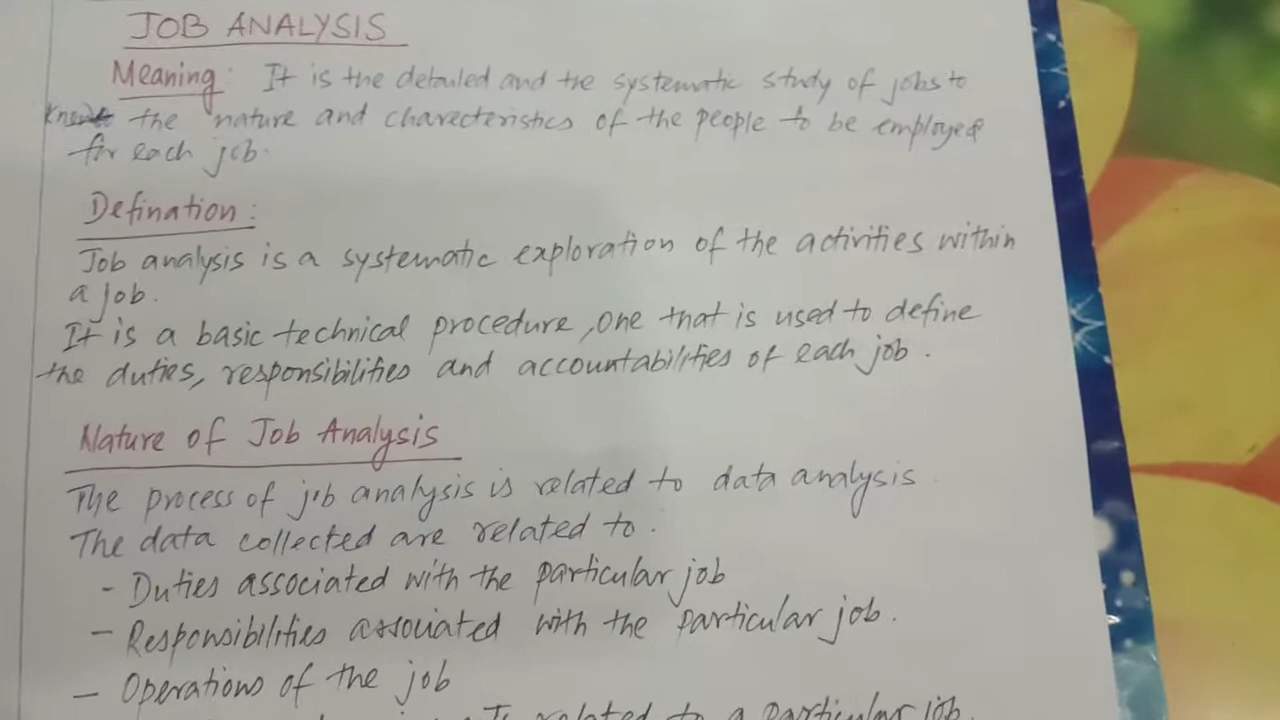 JOB ANALYSIS
Meaning: It is the detailed and the systematic study of jobs to
the nature and charecteristics of the people to be employed
for each job.
Defination:
Job analysis is a systematic exploration of the activities within
a job.
It is a basic technical procedure, one that is used to define
the duties, responsibilities and accountabilities of each job.
Nature of Job Analysis
The process of job analysis is related to data analysis
The data collected are related to.
- Duties associated with the particular job
- Responsibilities associated with the particular job.
- Operations of the job
related to a particular job.